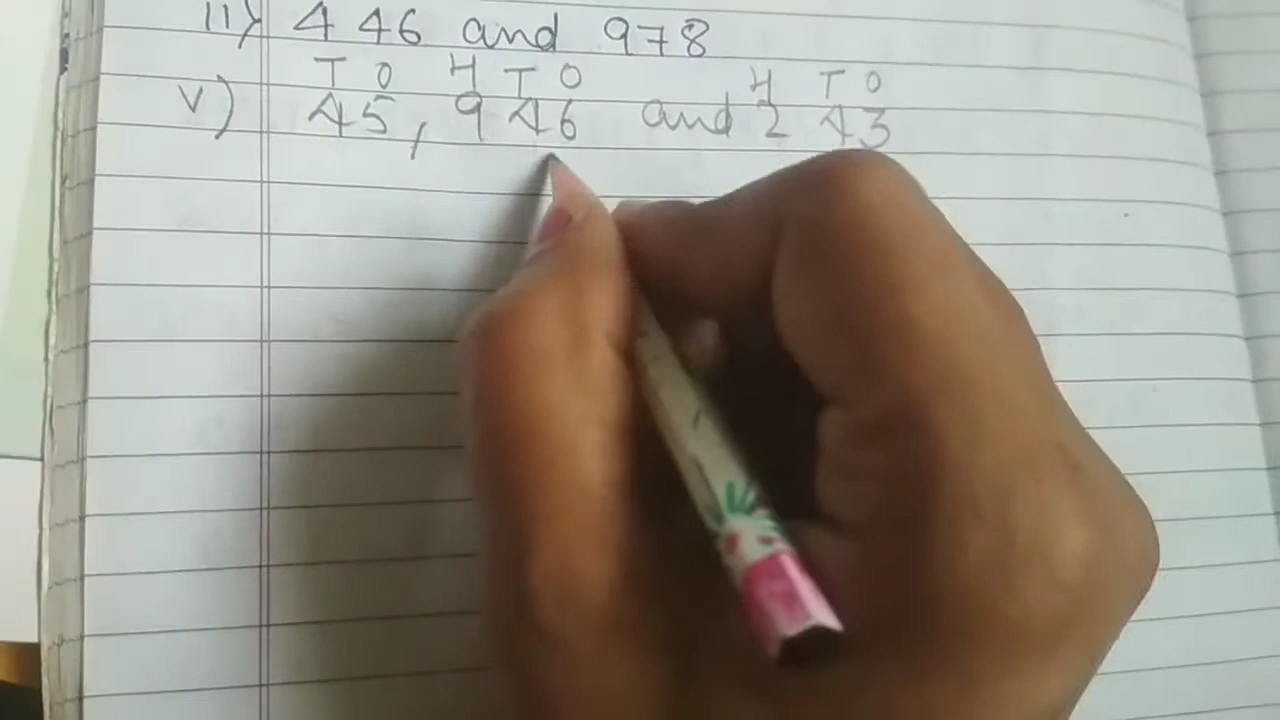 ii) 446 and 978
T O H T O H T O
v) 45, 946 and 243